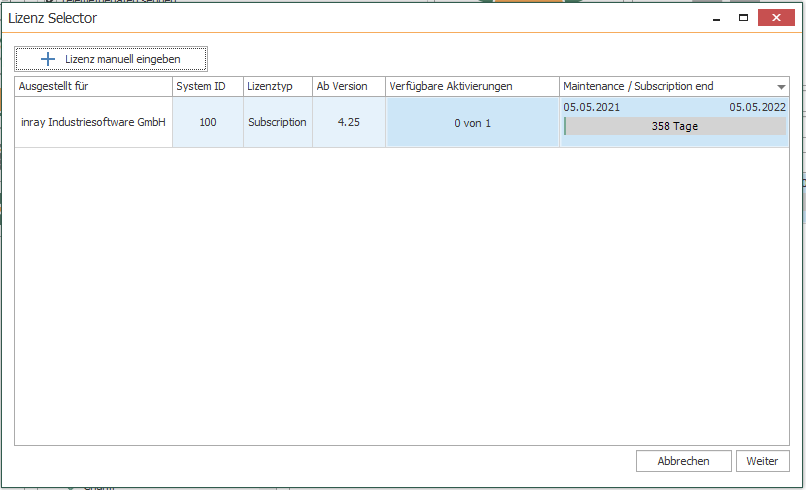 Lizenz Selector
Lizenz manuell eingeben
Ausgestellt für System ID Lizenztyp Ab Version Verfügbare Aktivierungen Maintenance / Subscription end
inray Industriesoftware GmbH 100 Subscription 4.25 0 von 1 05.05.2021 05.05.2022
358 Tage
Abbrechen Weiter